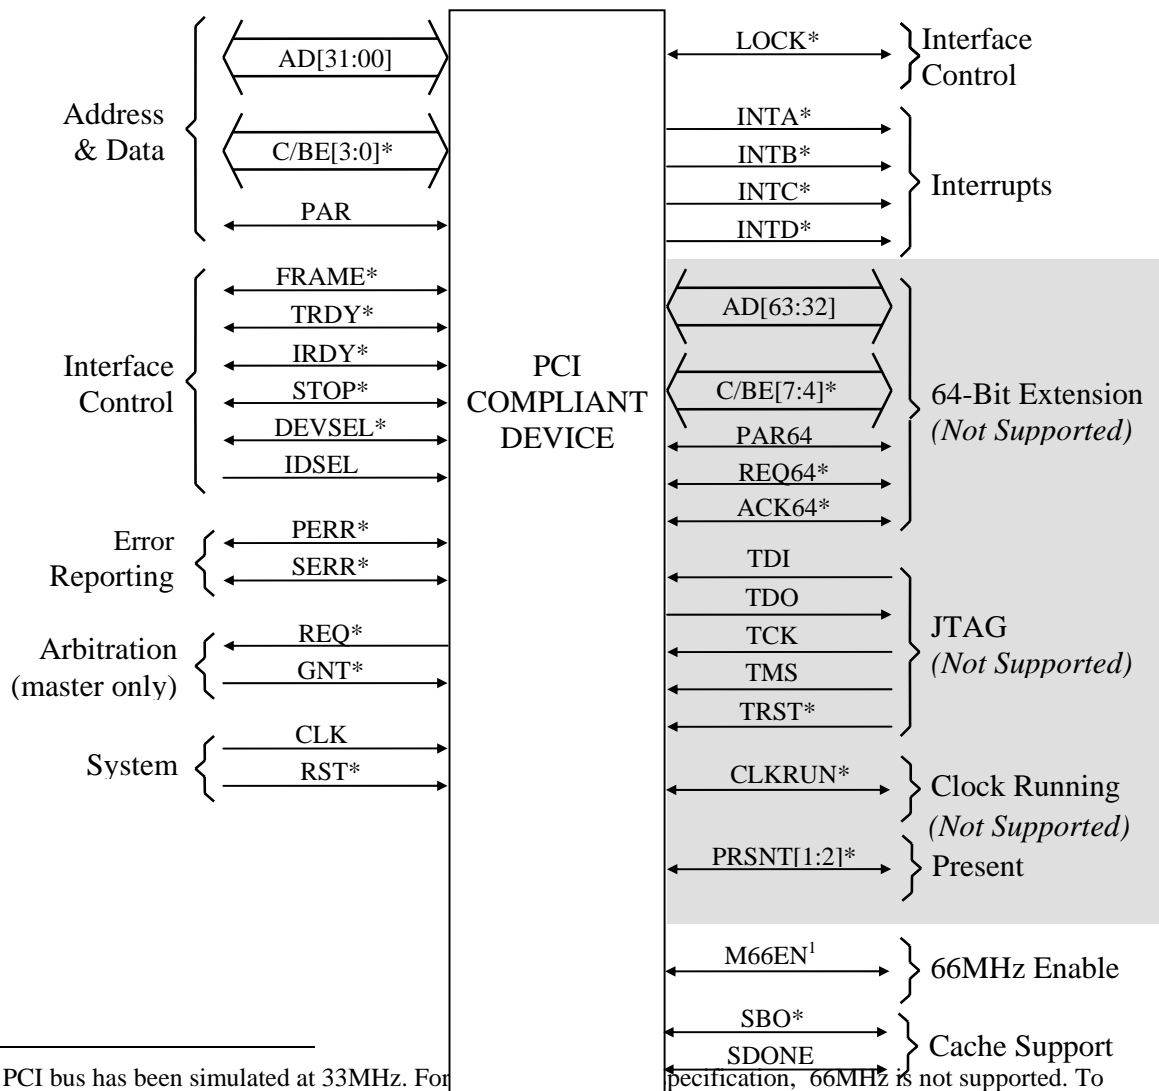 AD[31:00]
Address
& Data
C/BE[3:0]*
PAR
FRAME*
TRDY*
IRDY*
Interface
Control
STOP*
DEVSEL*
IDSEL
Error
Reporting
PERR*
SERR*
Arbitration
(master only)
REQ*
GNT*
System
CLK
RST*
PCI
COMPLIANT
DEVICE
LOCK*
Interface
Control
INTA*
INTB*
INTC*
INTD*
Interrupts
AD[63:32]
C/BE[7:4]*
PAR64
REQ64*
ACK64*
64-Bit Extension
(Not Supported)
TDI
TDO
TCK
TMS
TRST*
JTAG
(Not Supported)
CLKRUN*
Clock Running
(Not Supported)
PRSNT[1:2]*
Present
M66EN1
66MHz Enable
SBO*
SDONE
Cache Support
PCI bus has been simulated at 33MHz. For pecification, 66MHz is not supported. To